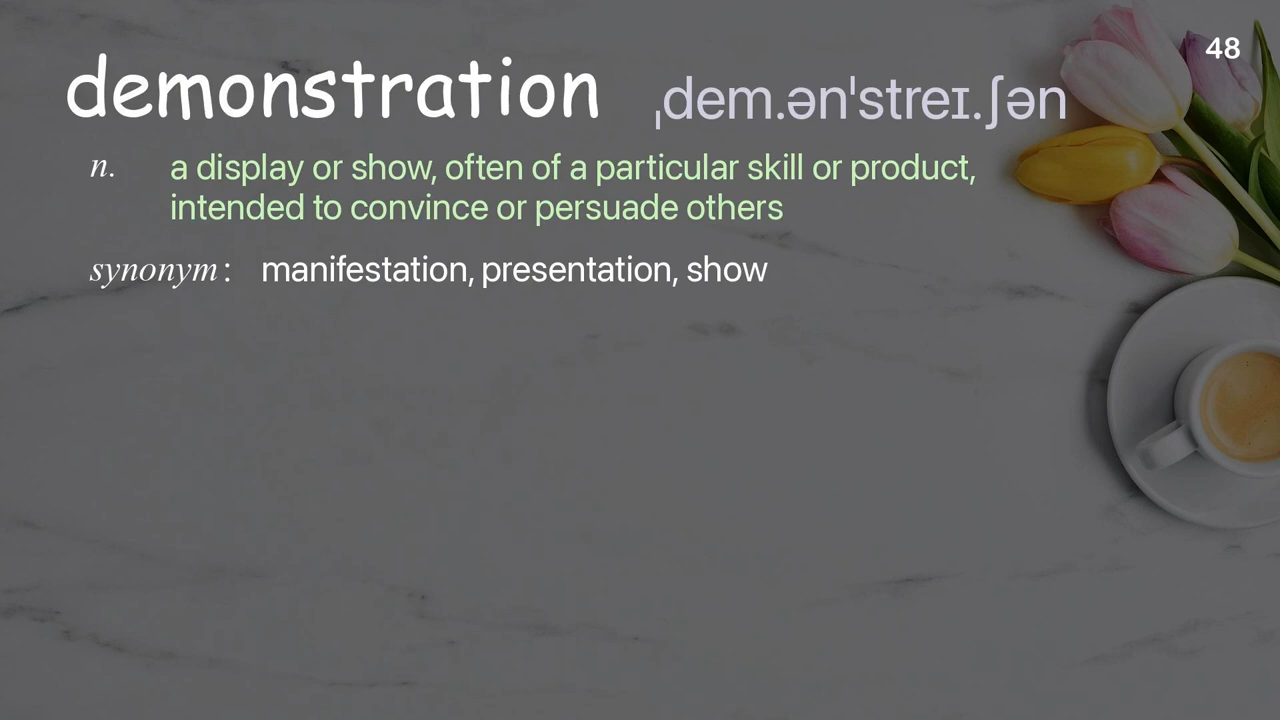 48
demonstration ˌdem.ənˈstreɪ.ʃən
n. a display or show, often of a particular skill or product,
intended to convince or persuade others
synonym: manifestation, presentation, show